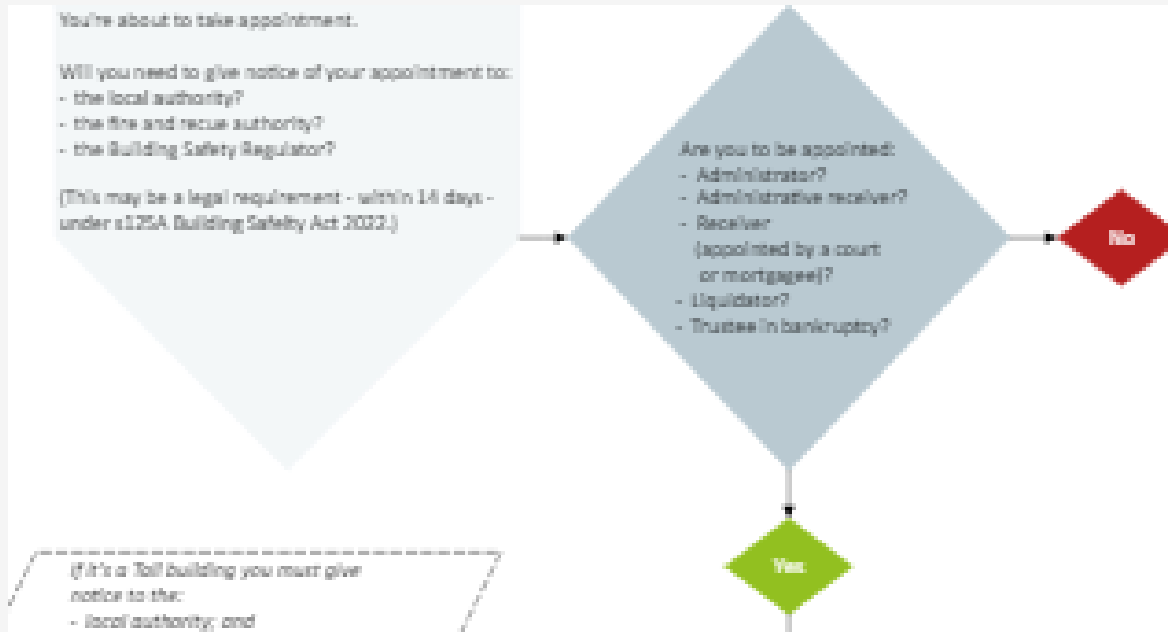 You're about to take appointment.
Will you need to give notice of your appointment to:
- the local authority?
- the fire and recue authority?
- the Building Safety Regulator?
(This may be a legal requirement - within 14 days -
under s125A Building Safelty Act 2022.)
Are you to be appointed:
- Administrator?
- Administrative receiver?
- Receiver
(appointed by a court
or mortgagee)?
- Liquidator?
- Trustee in bankruptcy?
No
Yes
If it's a Tall building you must give
notice to the:
- local authority; and